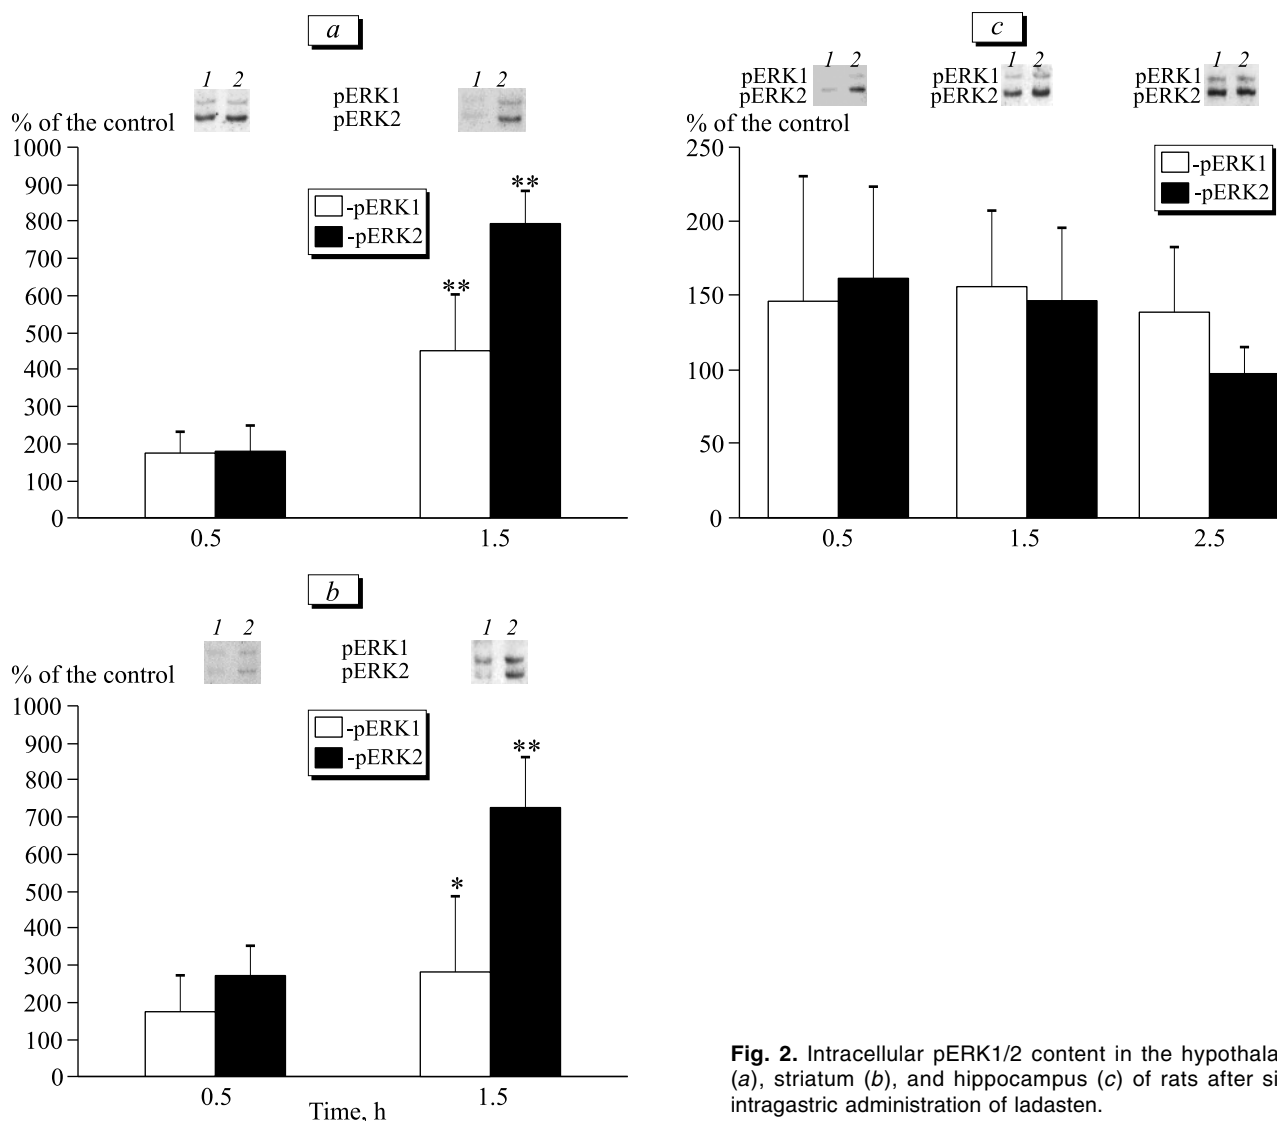 a
1 2
pERK1
pERK2
1 2
% of the control
1000
900
800
700
600
500
400
300
200
100
0
-pERK1
-pERK2
**
**
0.5
1.5
b
1 2
pERK1
pERK2
1 2
% of the control
1000
900
800
700
600
500
400
300
200
100
0
-pERK1
-pERK2
*
**
0.5
1.5
Time, h
c
1 2
pERK1
pERK2
1 2
pERK1
pERK2
1 2
pERK1
pERK2
% of the control
250
200
150
100
50
0
-pERK1
-pERK2
0.5
1.5
2.5
Fig. 2. Intracellular pERK1/2 content in the
(a), striatum (b), and hippocampus (c) of rats after
intragastric administration of ladasten.